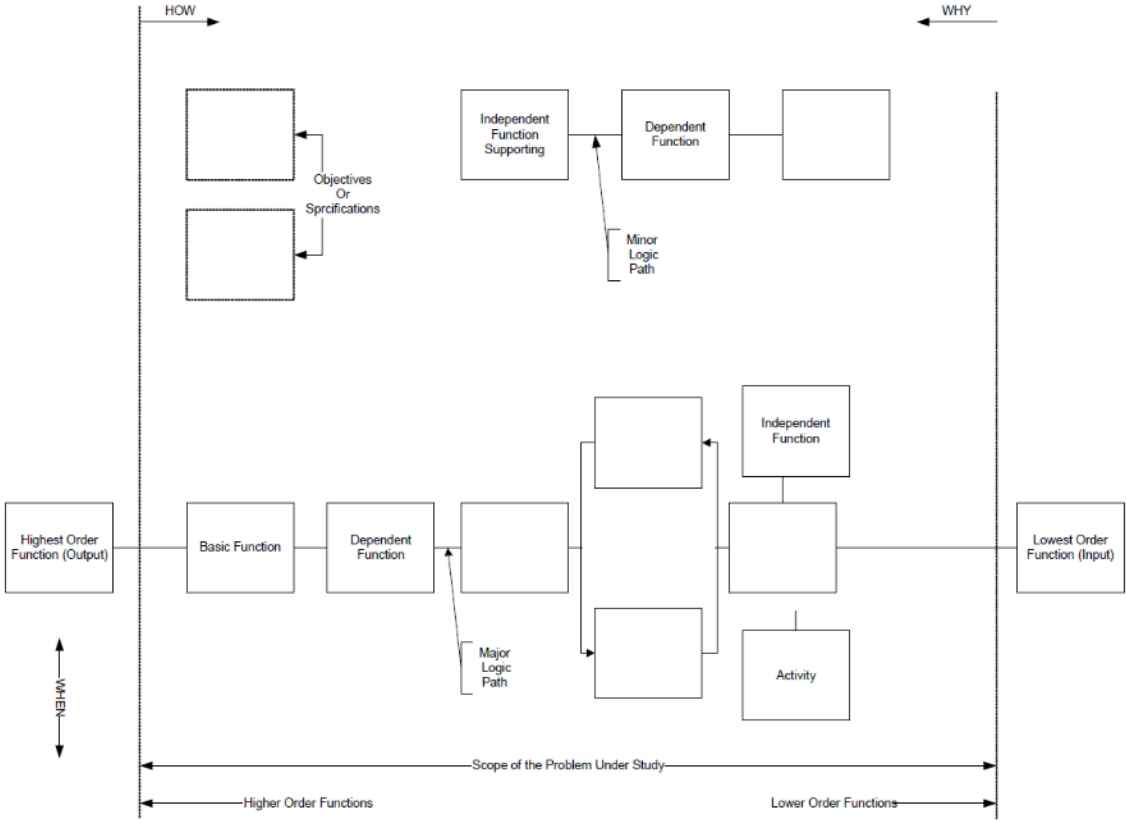 HOW
WHY
Independent
Function
Supporting
Dependent
Function
Objectives
Or
Sprcifications
Minor
Logic
Path
Independent
Function
Highest Order
Function (Output)
Basic Function
Dependent
Function
Lowest Order
Function (Input)
Major
Logic
Path
Activity
WHEN
Scope of the Problem Under Study
Higher Order Functions
Lower Order Functions